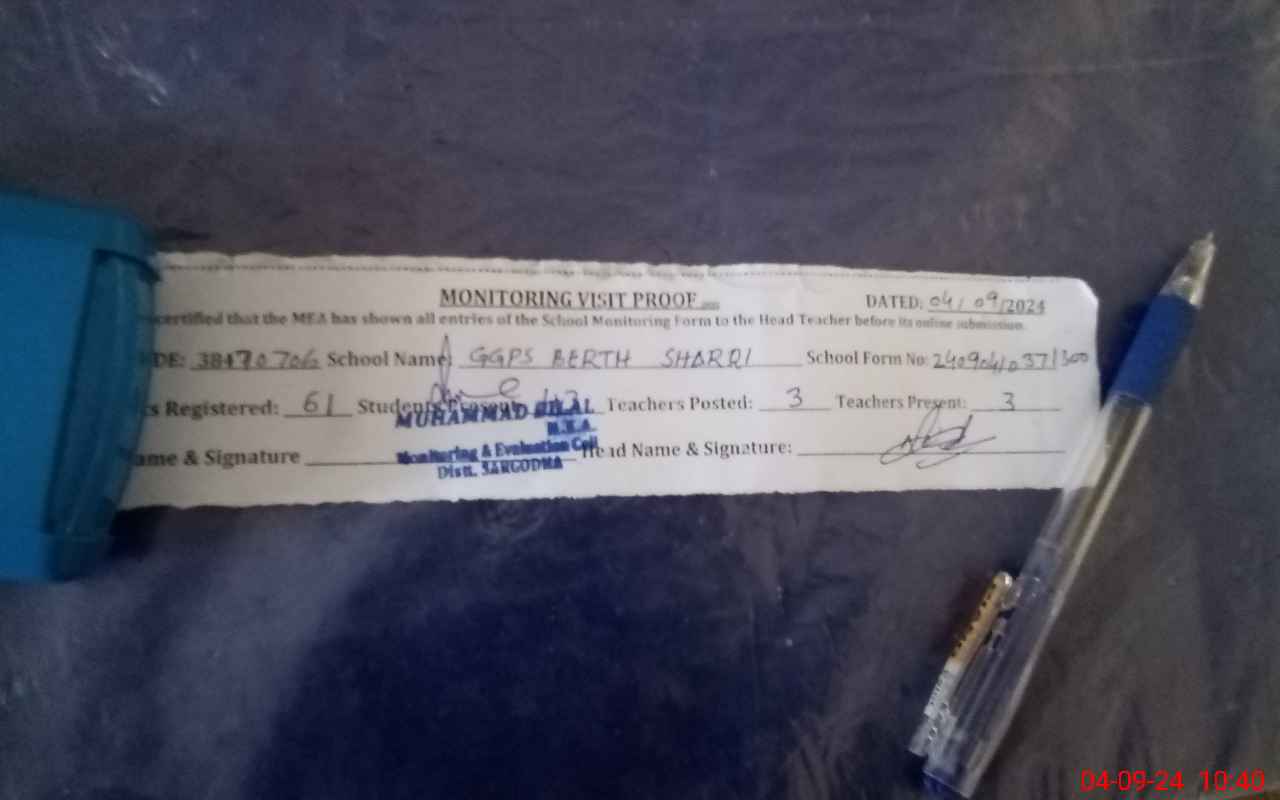 MONITORING VISIT PROOF
DATED: 04/09/2024
certified that the MEA has shown all entries of the School Monitoring Form to the Head Teacher before its online submission.
DE: 38470706 School Name: GGPS BERTH SHARRI School Form No:
s Registered: 61 Students Teachers Posted: 3 Teachers Present: 3
MUHAMMAD BILAL
M.E.A.
ame & Signature Head Name & Signature:
Monitoring & Evaluation Cell
Distt. SARGODHA
04-09-24 10:40